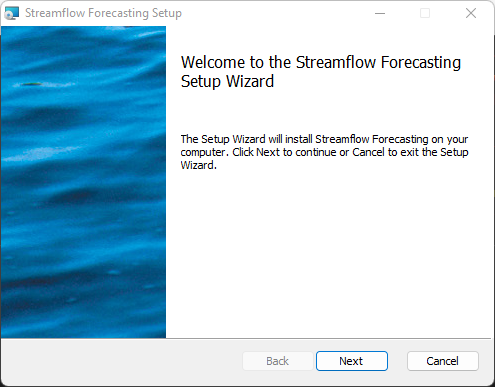 Streamflow Forecasting Setup
Welcome to the Streamflow Forecasting
Setup Wizard
The Setup Wizard will install Streamflow Forecasting on your
computer. Click Next to continue or Cancel to exit the Setup
Wizard.
Back
Next
Cancel